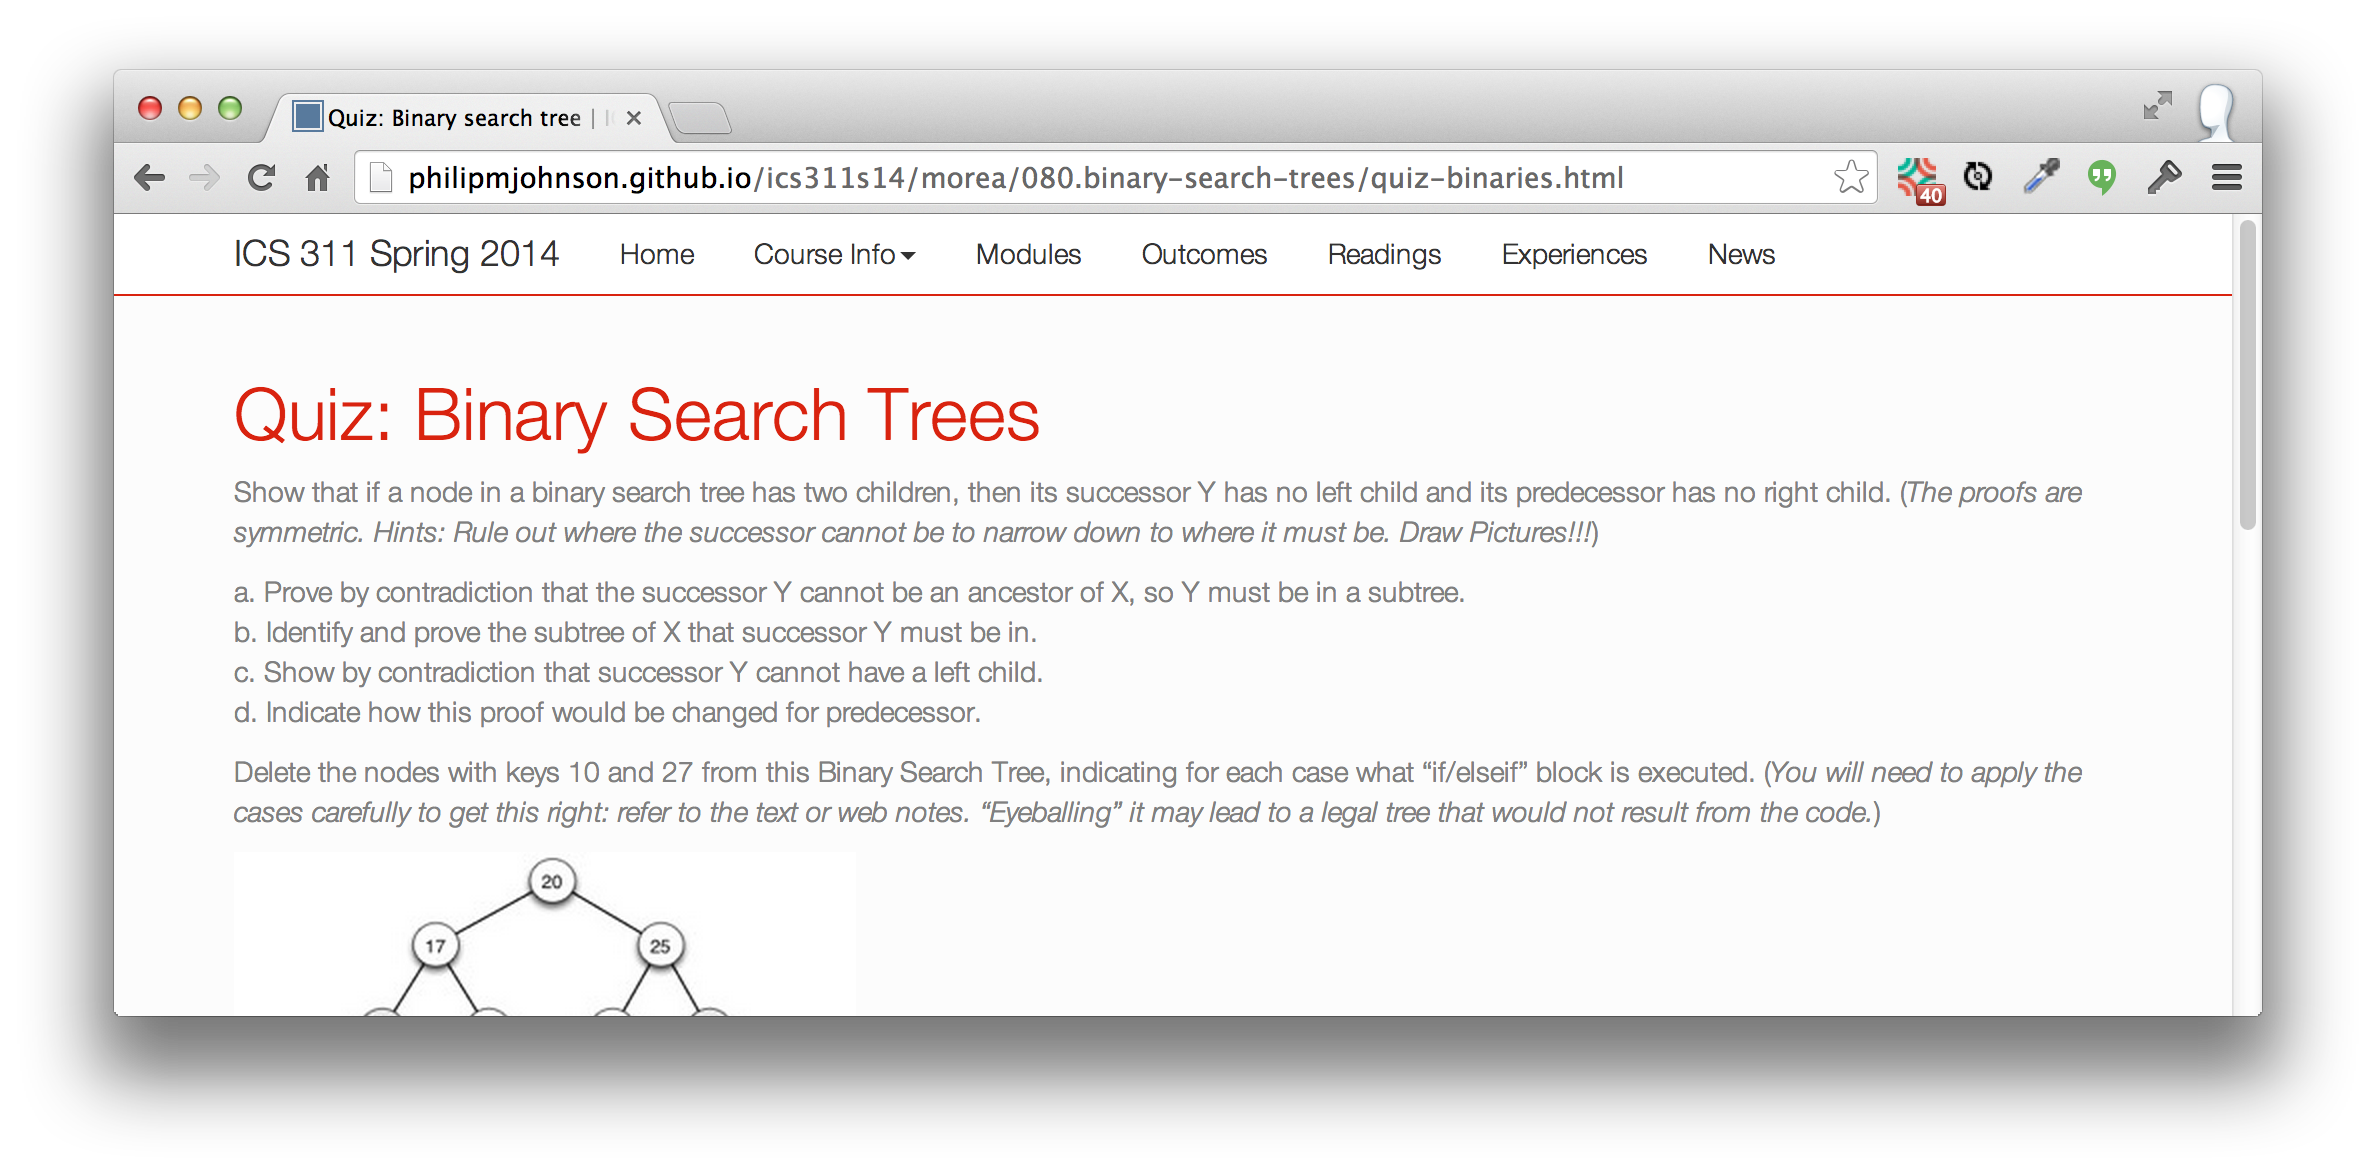 Quiz: Binary search tree |
philipmjohnson.github.io/ics311s14/morea/080.binary-search-trees/quiz-binaries.html
40
ICS 311 Spring 2014 Home Course Info Modules Outcomes Readings Experiences News
Quiz: Binary Search Trees
Show that if a node in a binary search tree has two children, then its successor Y has no left child and its predecessor has no right child. (The proofs are
symmetric. Hints: Rule out where the successor cannot be to narrow down to where it must be. Draw Pictures!!!)
a. Prove by contradiction that the successor Y cannot be an ancestor of X, so Y must be in a subtree.
b. Identify and prove the subtree of X that successor Y must be in.
c. Show by contradiction that successor Y cannot have a left child.
d. Indicate how this proof would be changed for predecessor.
Delete the nodes with keys 10 and 27 from this Binary Search Tree, indicating for each case what “if/elseif” block is executed. (You will need to apply the
cases carefully to get this right: refer to the text or web notes. “Eyeballing” it may lead to a legal tree that would not result from the code.)
20
17 25